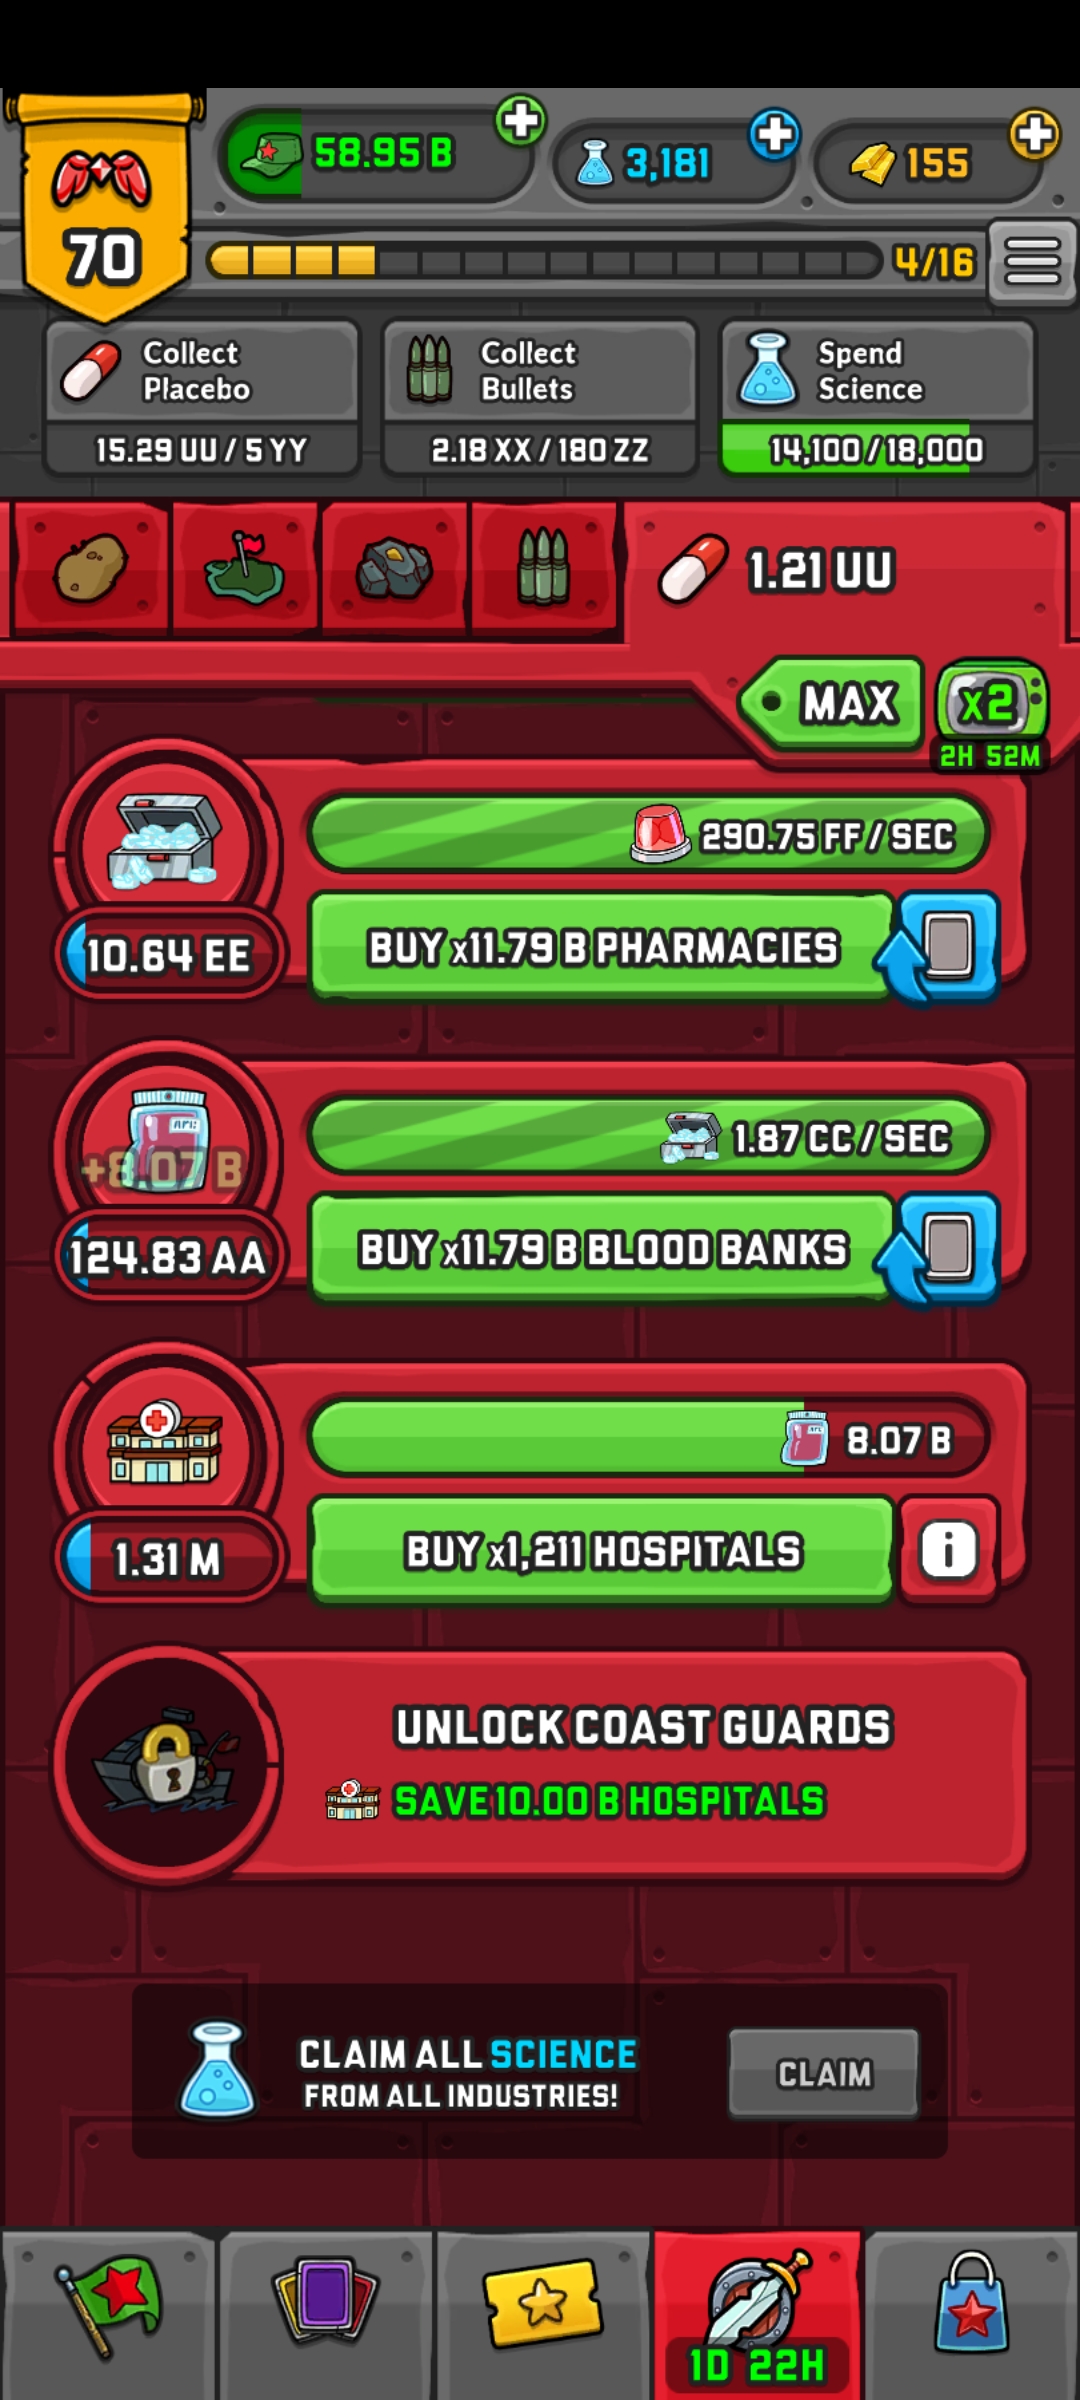 58.95 B
3,181
155
70
4/16
Collect
Placebo
15.29 UU / 5 YY
Collect
Bullets
2.18 XX / 180 ZZ
Spend
Science
14,100 / 18,000
1.21 UU
MAX
x2
2H 52M
290.75 FF / SEC
10.64 EE
BUY x11.79 B PHARMACIES
API:
+8.07 B
1.87 CC / SEC
124.83 AA
BUY x11.79 B BLOOD BANKS
8.07 B
1.31 M
BUY x1,211 HOSPITALS
i
UNLOCK COAST GUARDS
SAVE 10.00 B HOSPITALS
CLAIM ALL SCIENCE
FROM ALL INDUSTRIES!
CLAIM
1D 22H